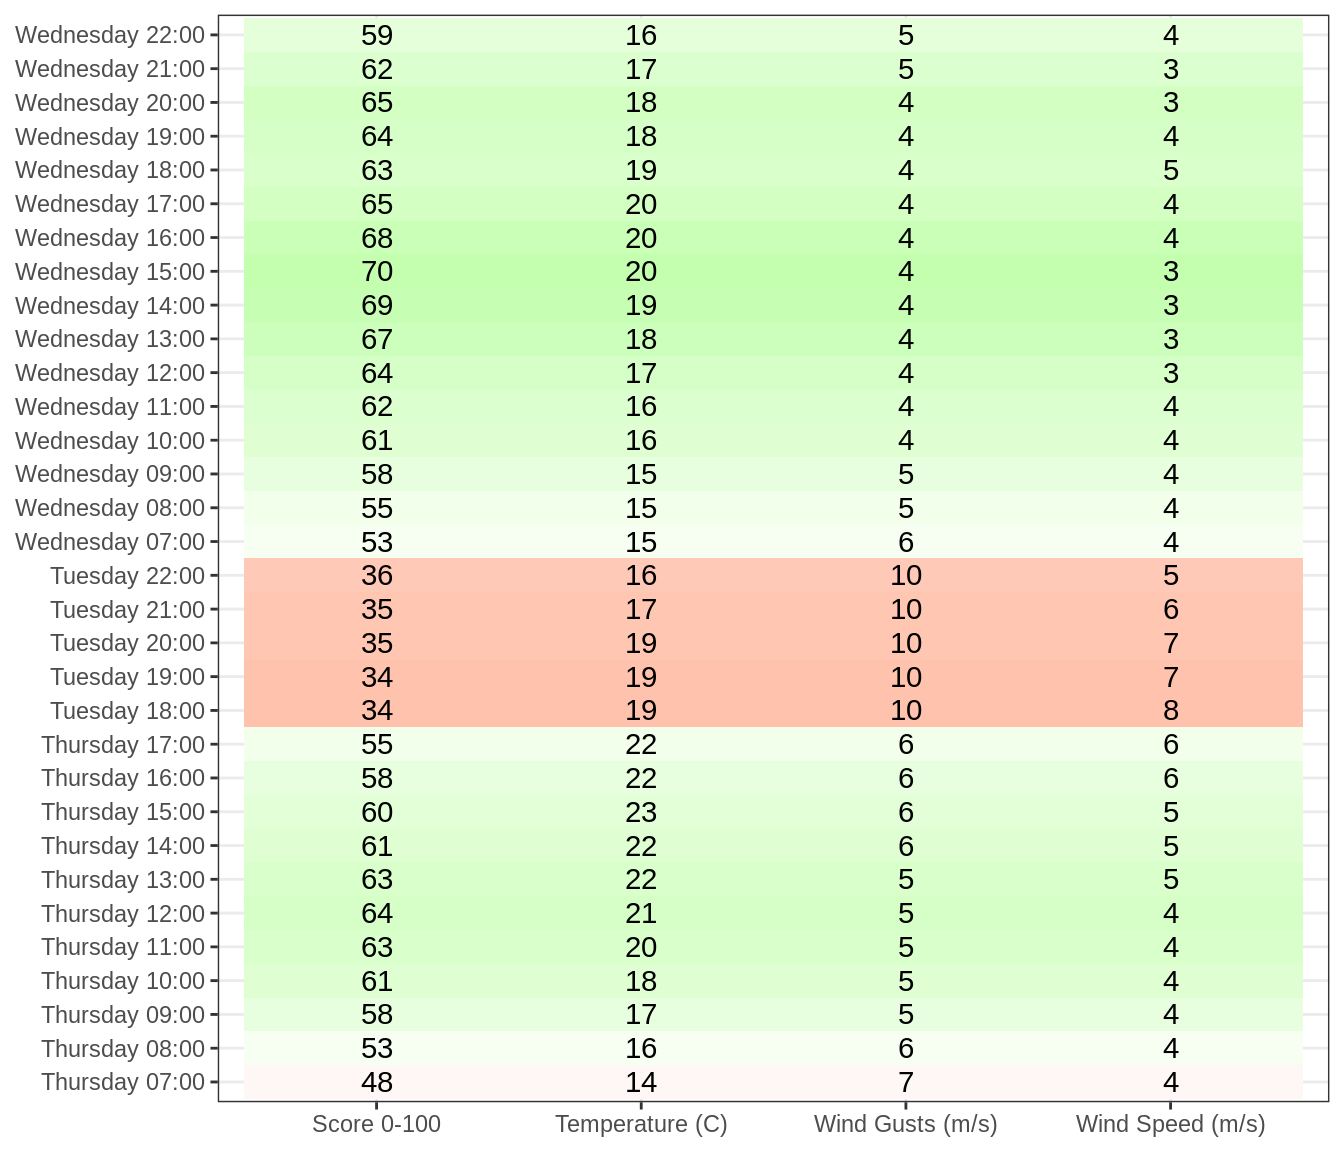 Wednesday 22:00 59 16 5 4
Wednesday 21:00 62 17 5 3
Wednesday 20:00 65 18 4 3
Wednesday 19:00 64 18 4 4
Wednesday 18:00 63 19 4 5
Wednesday 17:00 65 20 4 4
Wednesday 16:00 68 20 4 4
Wednesday 15:00 70 20 4 3
Wednesday 14:00 69 19 4 3
Wednesday 13:00 67 18 4 3
Wednesday 12:00 64 17 4 3
Wednesday 11:00 62 16 4 4
Wednesday 10:00 61 16 4 4
Wednesday 09:00 58 15 5 4
Wednesday 08:00 55 15 5 4
Wednesday 07:00 53 15 6 4
Tuesday 22:00 36 16 10 5
Tuesday 21:00 35 17 10 6
Tuesday 20:00 35 19 10 7
Tuesday 19:00 34 19 10 7
Tuesday 18:00 34 19 10 8
Thursday 17:00 55 22 6 6
Thursday 16:00 58 22 6 6
Thursday 15:00 60 23 6 5
Thursday 14:00 61 22 6 5
Thursday 13:00 63 22 5 5
Thursday 12:00 64 21 5 4
Thursday 11:00 63 20 5 4
Thursday 10:00 61 18 5 4
Thursday 09:00 58 17 5 4
Thursday 08:00 53 16 6 4
Thursday 07:00 48 14 7 4
Score 0-100 Temperature (C) Wind Gusts (m/s) Wind Speed (m/s)